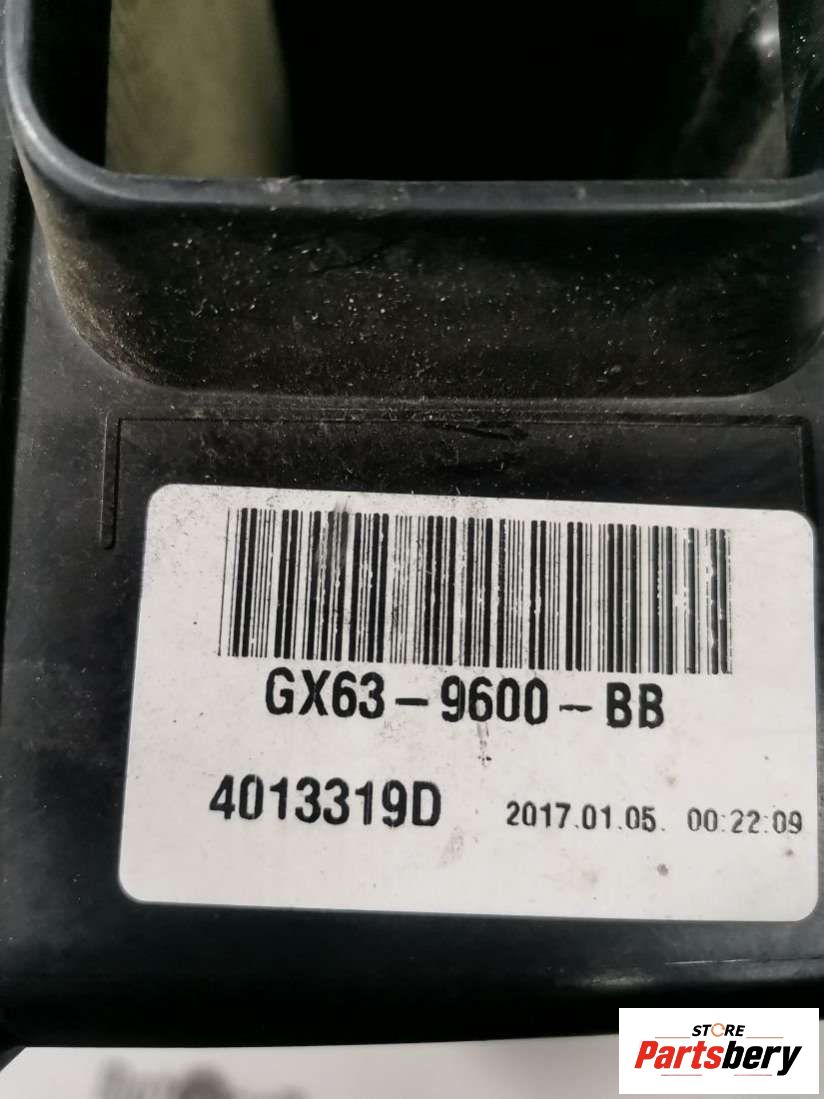 GX63-9600-BB
4013319D 2017.01.05. 00:22:09
STORE
Partsbery